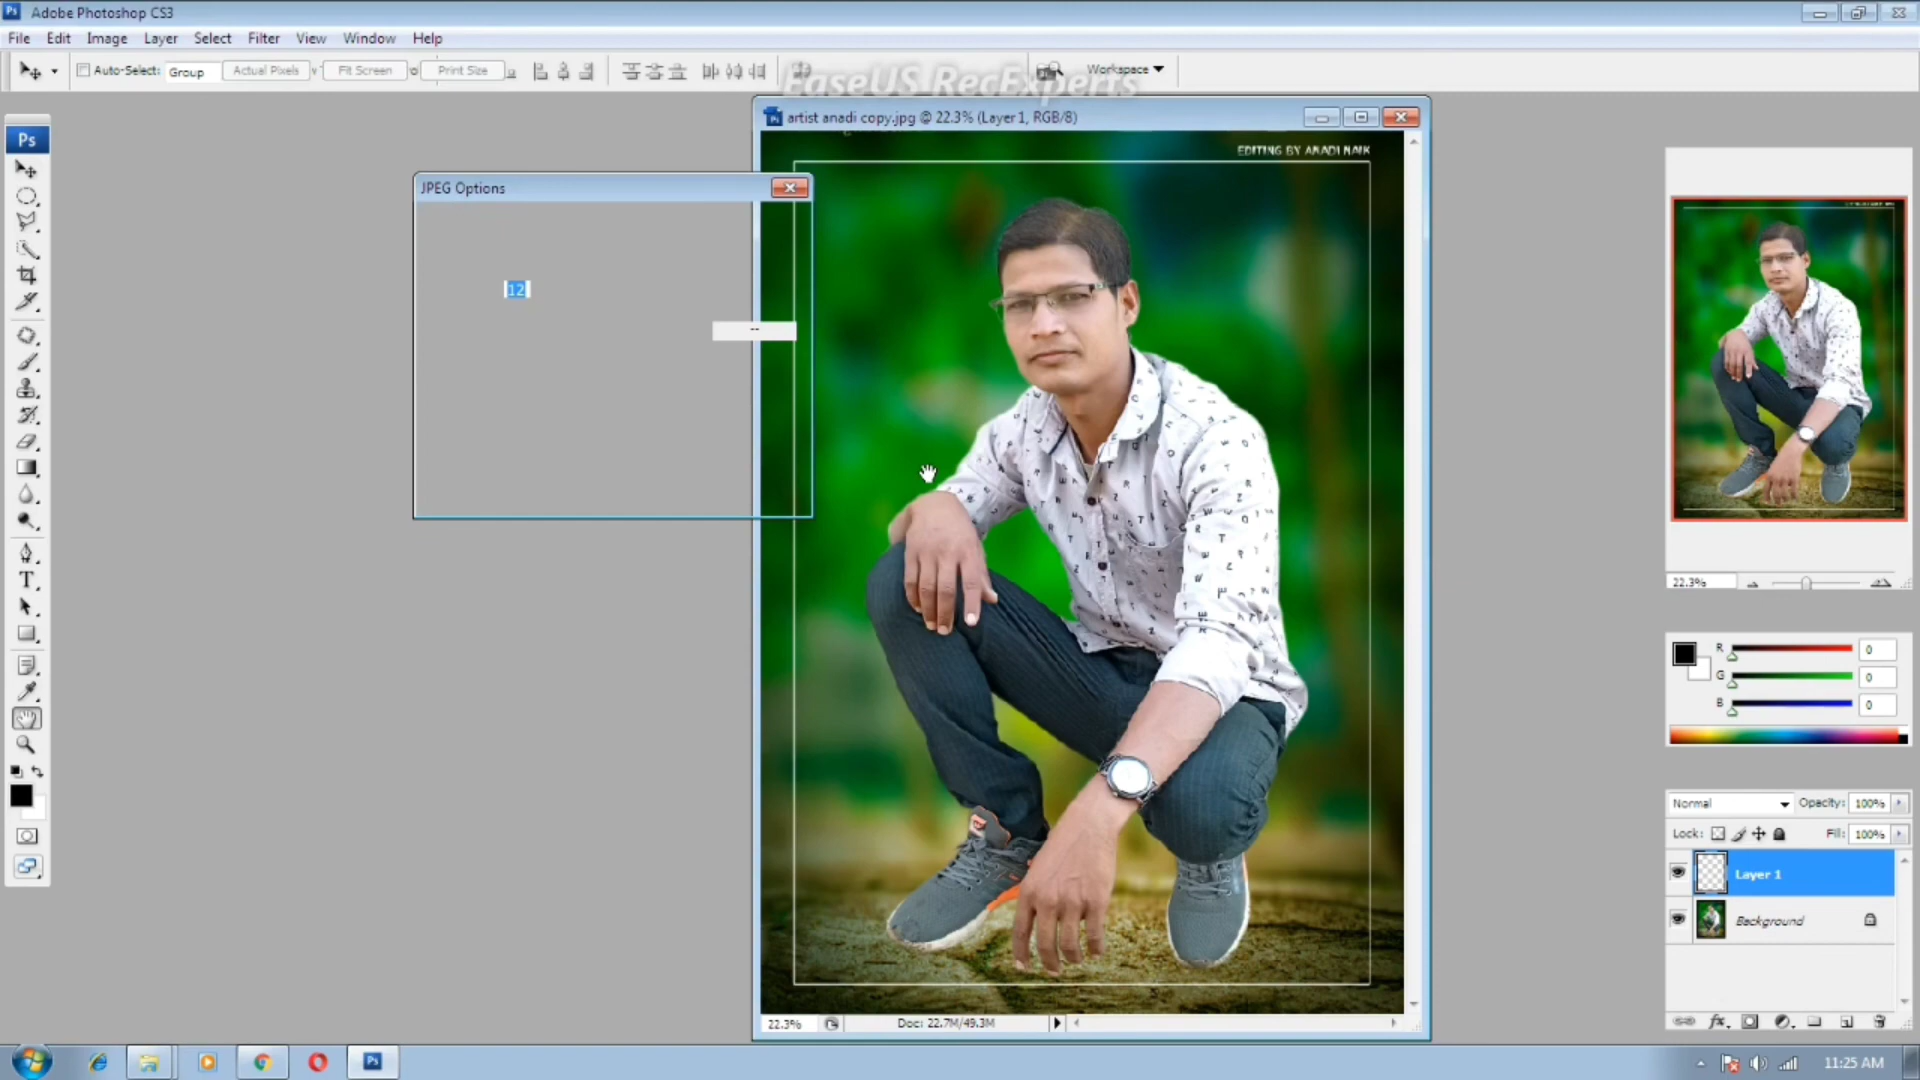 Ps Adobe Photoshop CS3
File Edit Image Layer Select Filter View Window Help
Auto-Select: Group Actual Pixels Fit Screen Print Size Workspace
EaseUS RecExperts
Ps
artist anadi copy.jpg @ 22.3% (Layer 1, RGB/8)
EDITING BY ANADI NAIK
JPEG Options
12
--
22.3%
R 0
G 0
B 0
Normal Opacity: 100%
Lock: Fill: 100%
Layer 1
Background
22.3% Doc: 22.7M/49.3M
Ps 11:25 AM